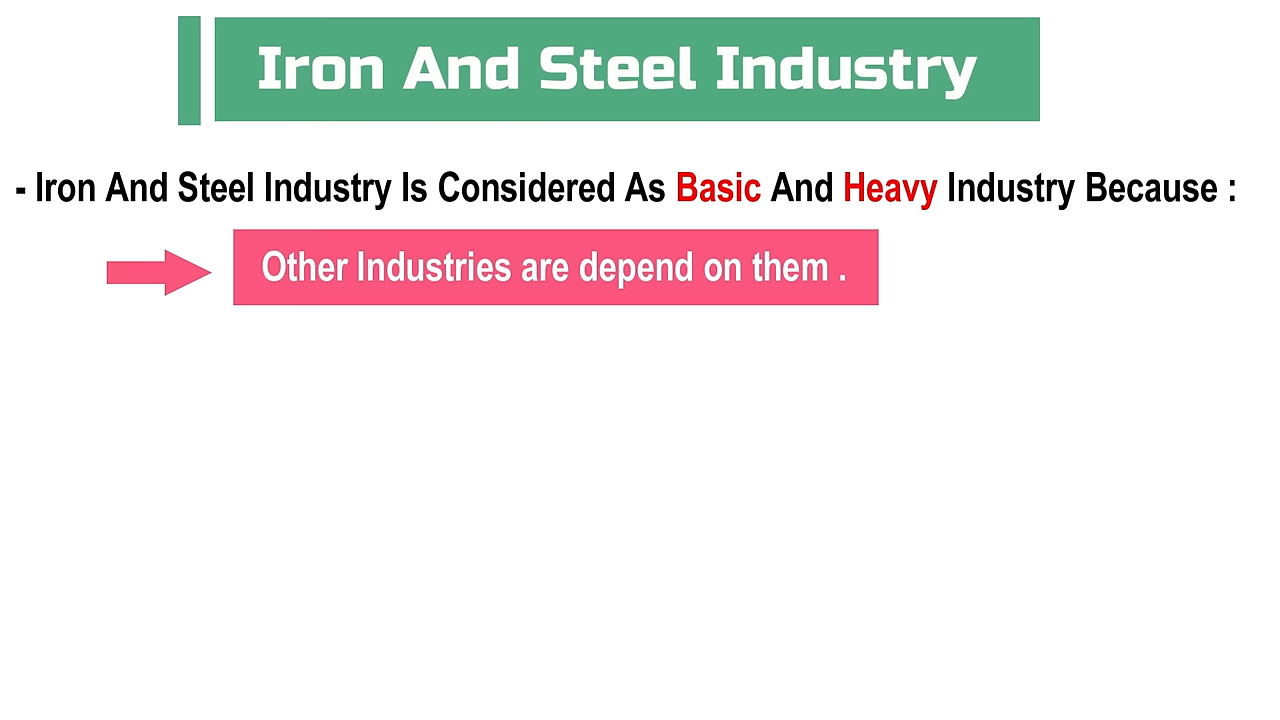 Iron And Steel Industry
- Iron And Steel Industry Is Considered As Basic And Heavy Industry Because :
Other Industries are depend on them .